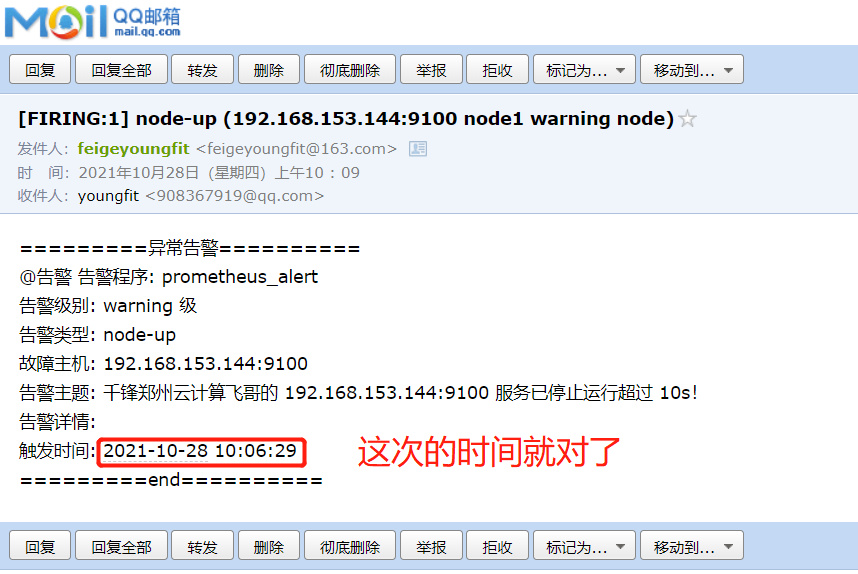 Mail QQ邮箱
mail.qq.com
回复 回复全部 转发 删除 彻底删除 举报 拒收 标记为... 移动到...
[FIRING:1] node-up (192.168.153.144:9100 node1 warning node)
发件人: feigeyoungfit <feigeyoungfit@163.com>
时 间: 2021年10月28日（星期四）上午10：09
收件人: youngfit <908367919@qq.com>
=========异常告警==========
@告警 告警程序: prometheus_alert
告警级别: warning 级
告警类型: node-up
故障主机: 192.168.153.144:9100
告警主题: 千锋郑州云计算飞哥的 192.168.153.144:9100 服务已停止运行超过 10s！
告警详情:
触发时间: 2021-10-28 10:06:29 这次的时间就对了
=========end==========
回复 回复全部 转发 删除 彻底删除 举报 拒收 标记为... 移动到...